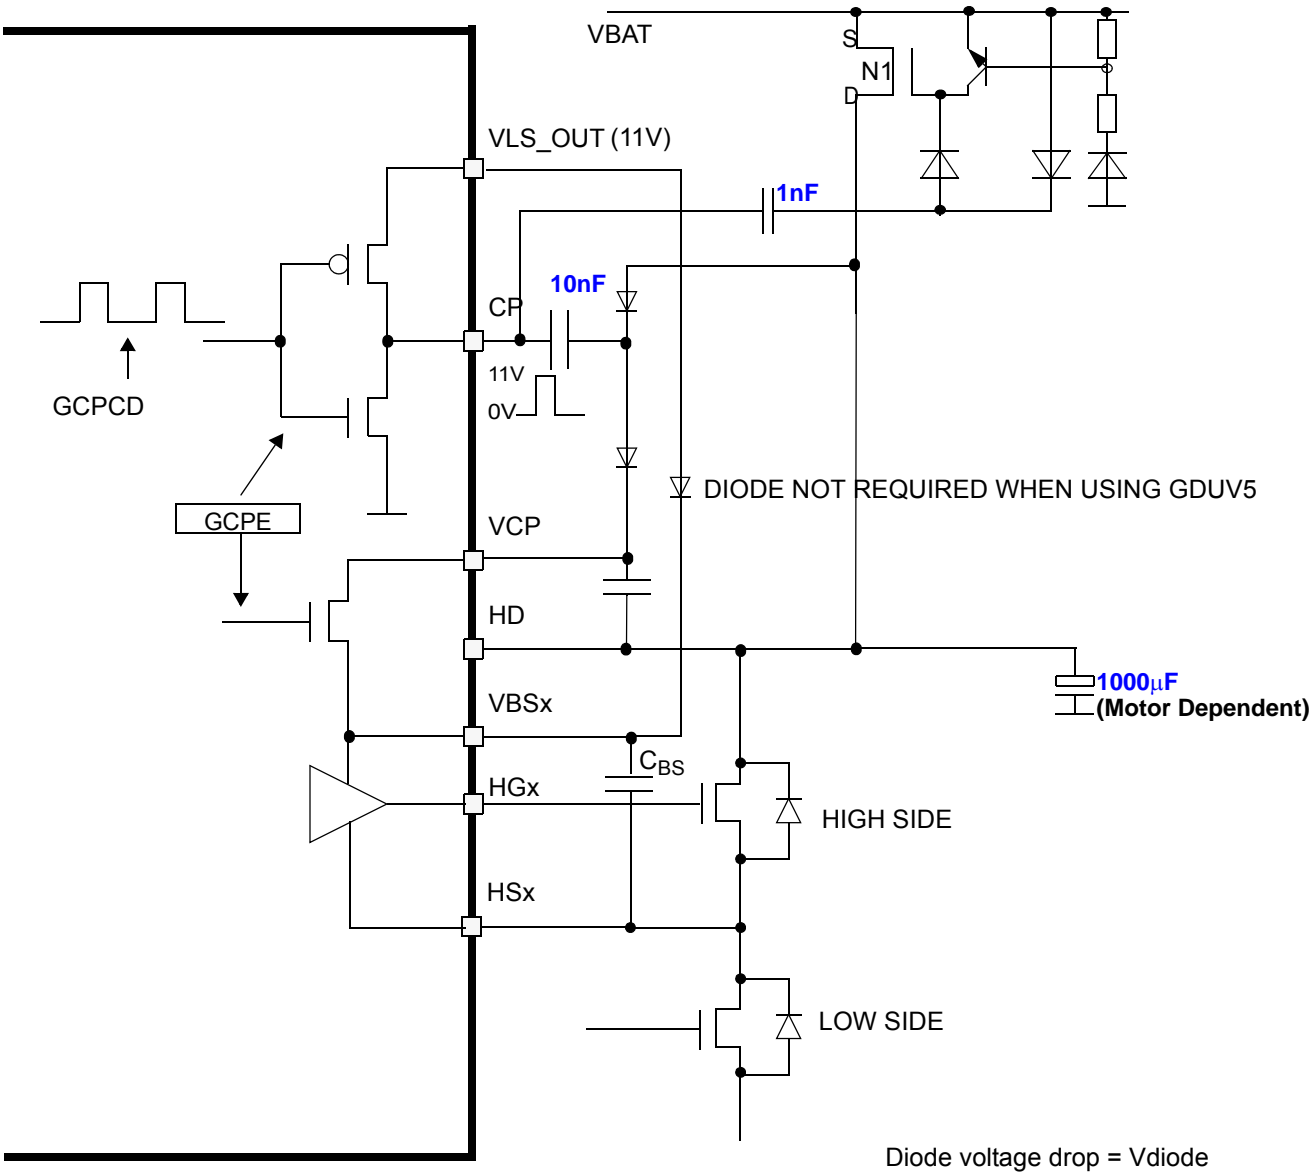 VBAT
S
N1
D
VLS_OUT (11V)
1nF
10nF
CP
11V
0V
GCPCD
DIODE NOT REQUIRED WHEN USING GDUV5
GCPE
VCP
HD
1000μF
(Motor Dependent)
VBSx
CBS
HGx
HIGH SIDE
HSx
LOW SIDE
Diode voltage drop = Vdiode